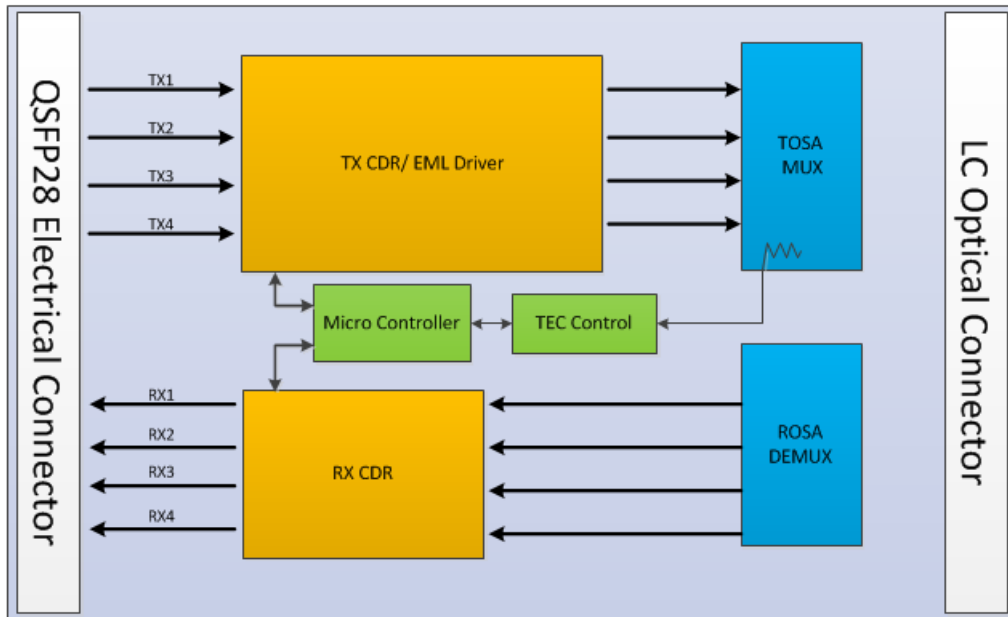 QSFP28 Electrical Connector
TX1
TX2
TX3
TX4
TX CDR/ EML Driver
TOSA
MUX
LC Optical Connector
Micro Controller
TEC Control
RX1
RX2
RX3
RX4
RX CDR
ROSA
DEMUX